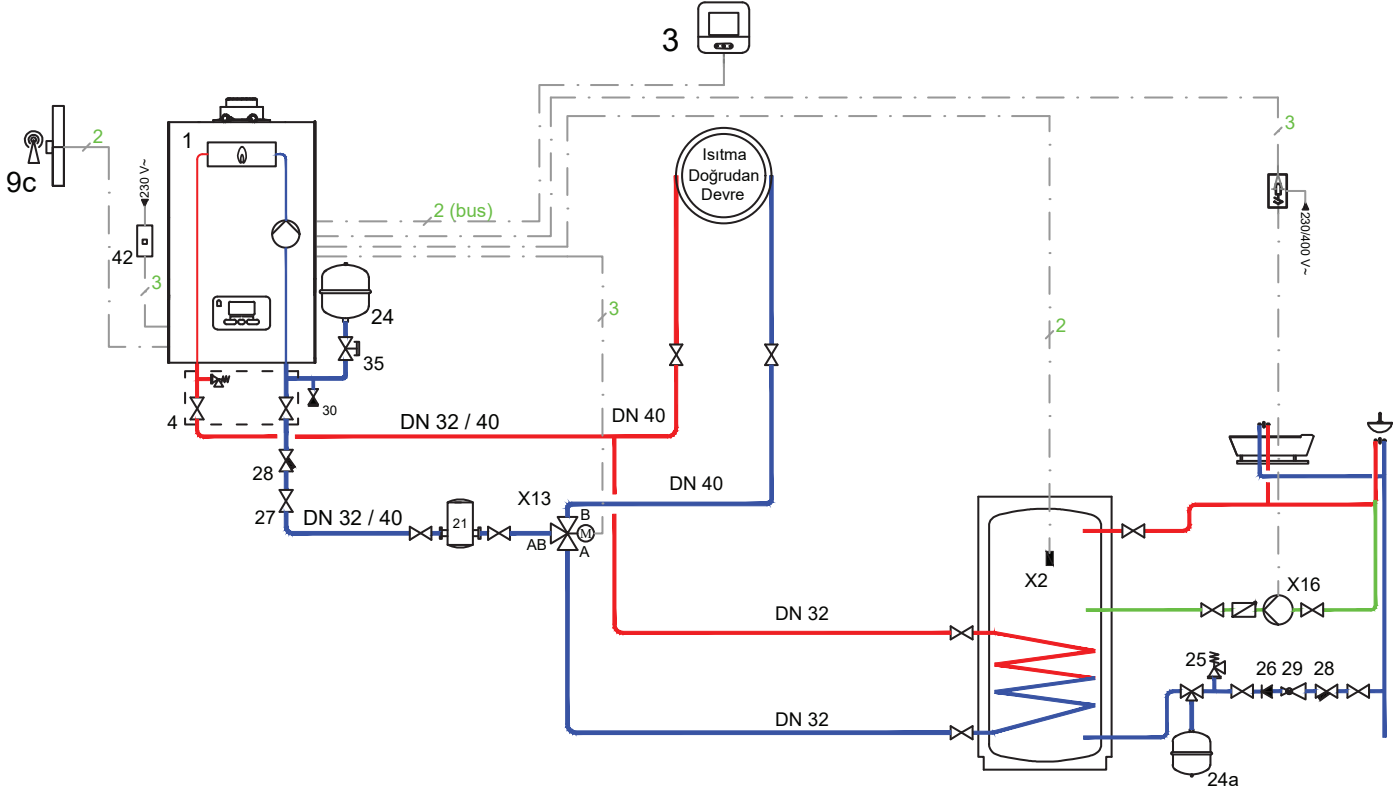 3
1
2
9c
230 V~
42
3
2 (bus)
Isıtma
Doğrudan
Devre
3
230/400 V~
24
3
2
35
4
30
DN 32 / 40
DN 40
28
27
DN 32 / 40
21
X13
B
AB
M
A
DN 40
X2
X16
DN 32
25
26
29
28
DN 32
24a